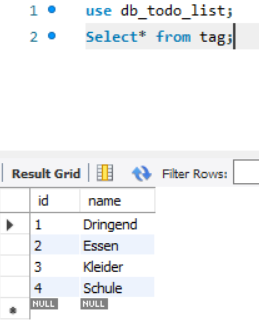 1 use db_todo_list;
2 Select* from tag;
Result Grid Filter Rows:
id name
1 Dringend
2 Essen
3 Kleider
4 Schule
NULL NULL